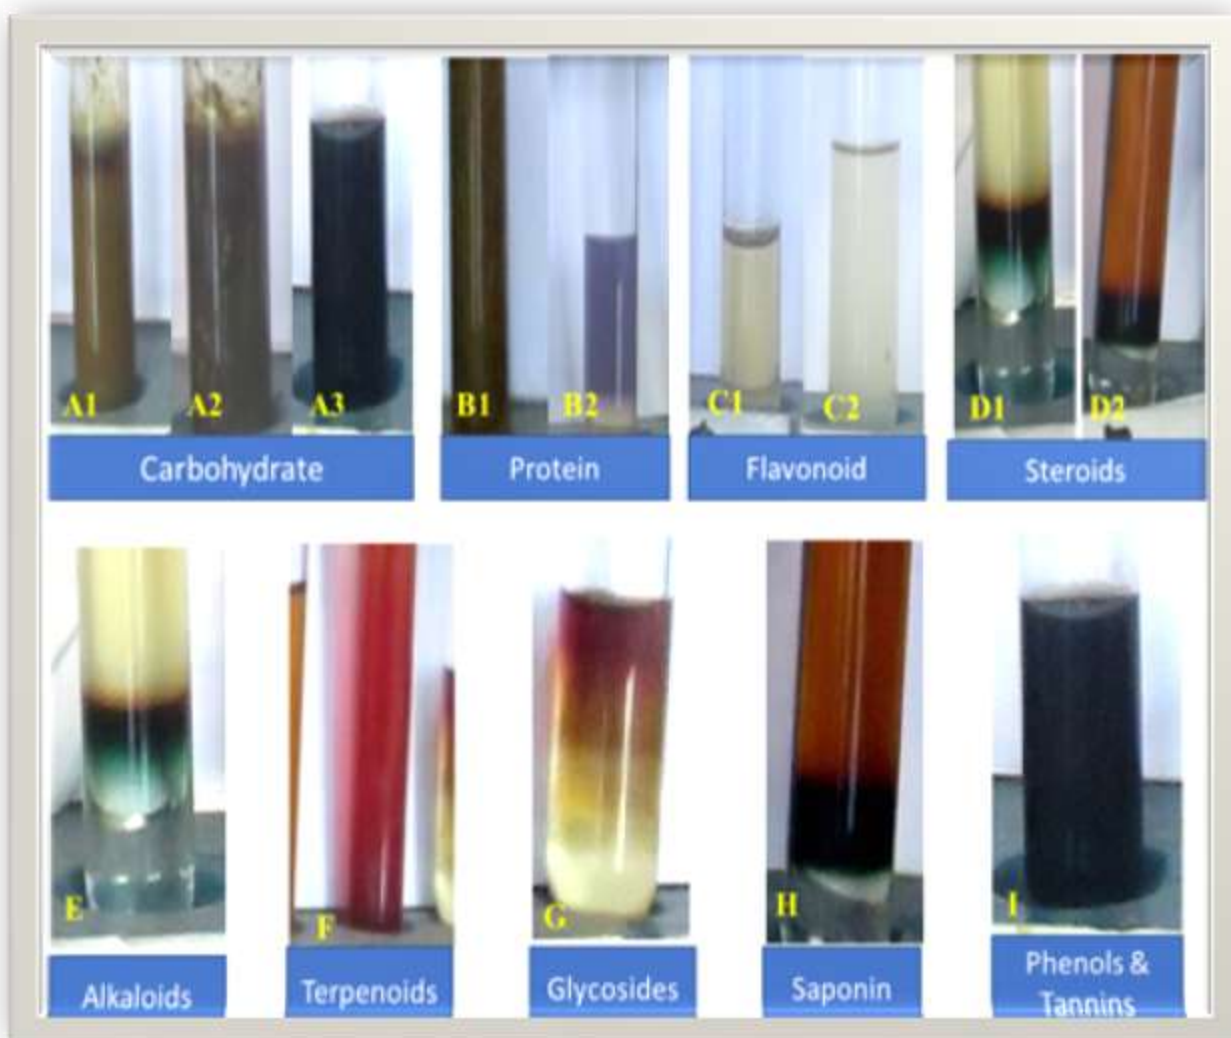 A1 A2 A3 B1 B2 C1 C2 D1 D2
Carbohydrate Protein Flavonoid Steroids
E F G H I
Alkaloids Terpenoids Glycosides Saponin Phenols &
Tannins